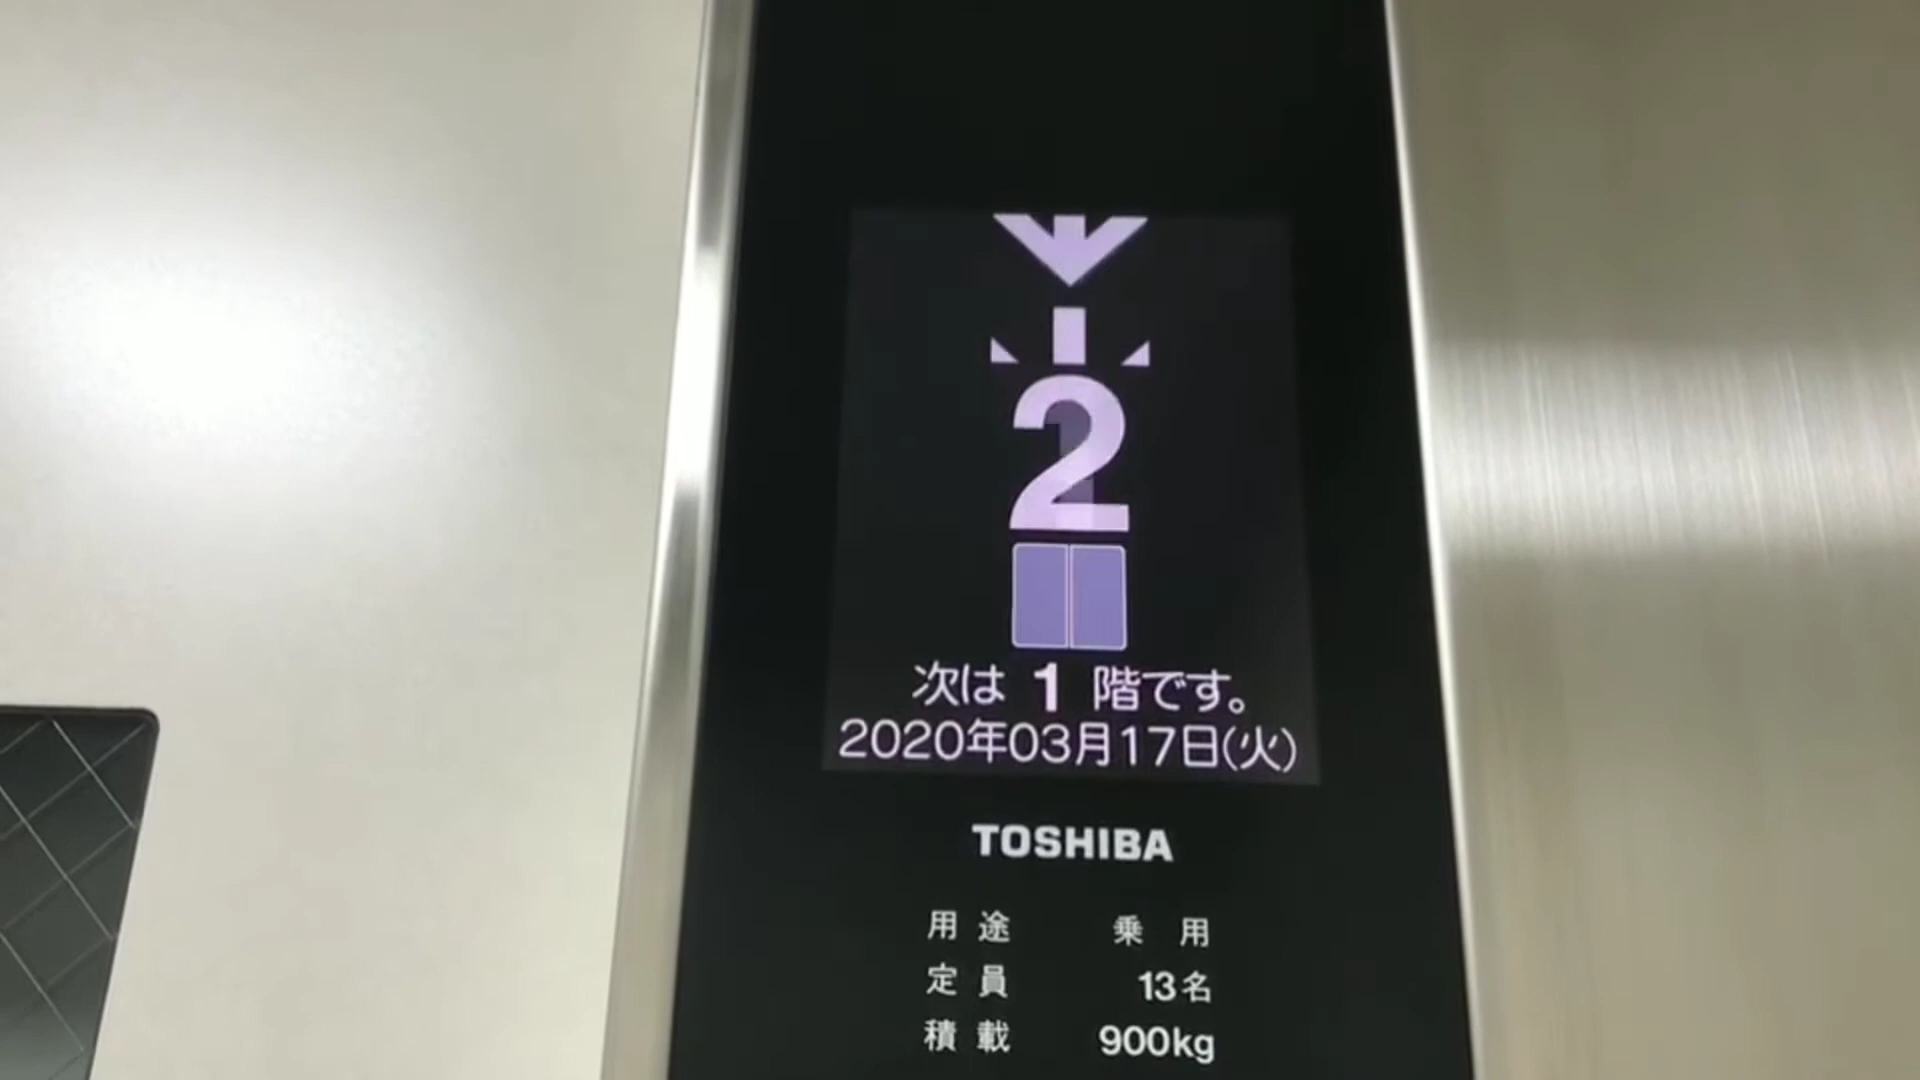 2
次は 1 階です。
2020年03月17日(火)
TOSHIBA
用途 乗用
定員 13名
積載 900kg